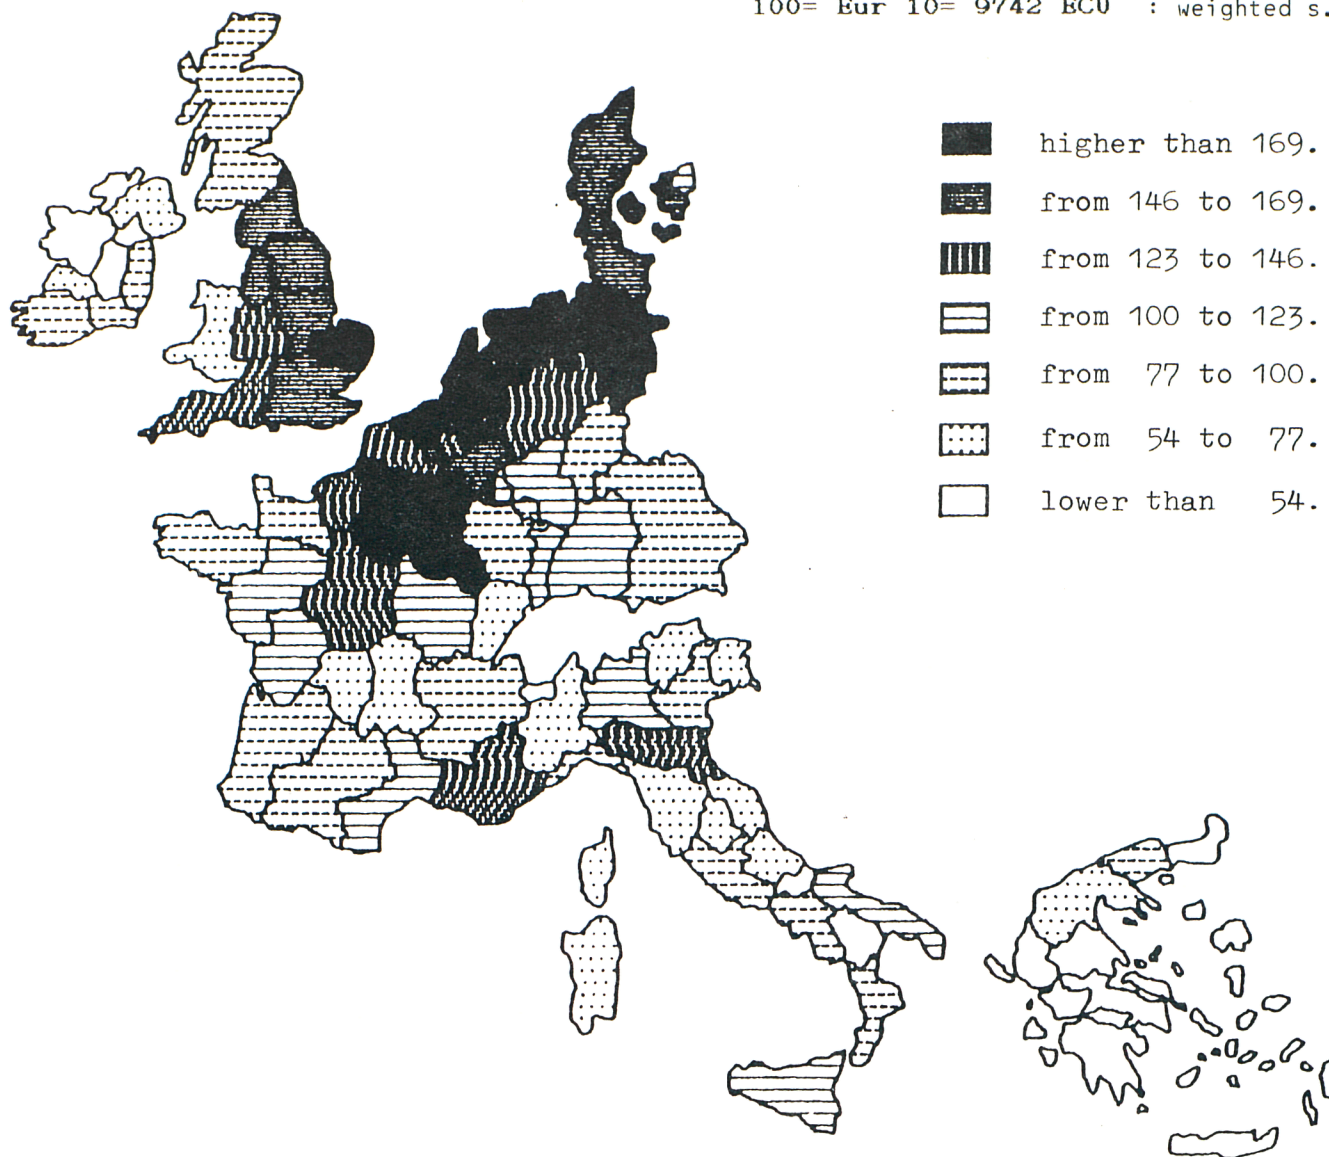 100= Eur 10= 9742 ECU : weighted s.
higher than 169.
from 146 to 169.
from 123 to 146.
from 100 to 123.
from 77 to 100.
from 54 to 77.
lower than 54.